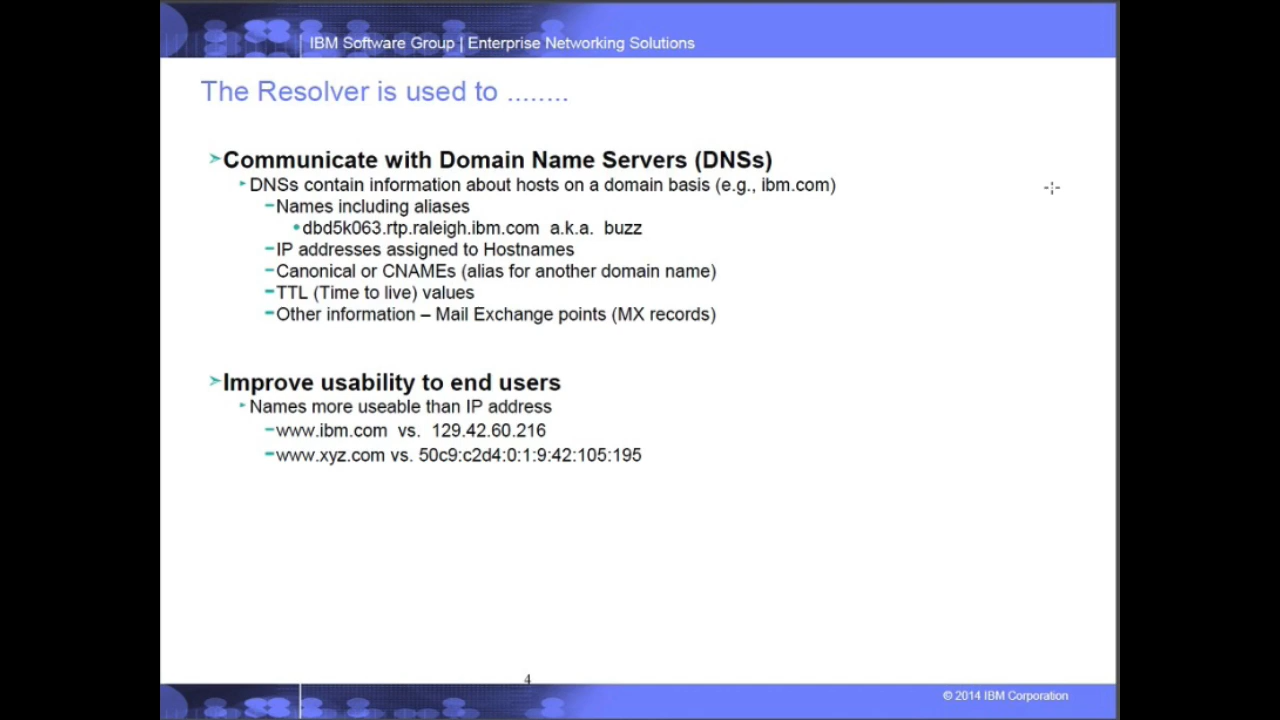 IBM Software Group | Enterprise Networking Solutions
The Resolver is used to ........
➢Communicate with Domain Name Servers (DNSs)
‣DNSs contain information about hosts on a domain basis (e.g., ibm.com)
–Names including aliases
•dbd5k063.rtp.raleigh.ibm.com a.k.a. buzz
–IP addresses assigned to Hostnames
–Canonical or CNAMEs (alias for another domain name)
–TTL (Time to live) values
–Other information – Mail Exchange points (MX records)
➢Improve usability to end users
‣Names more useable than IP address
–www.ibm.com vs. 129.42.60.216
–www.xyz.com vs. 50c9:c2d4:0:1:9:42:105:195
4
© 2014 IBM Corporation